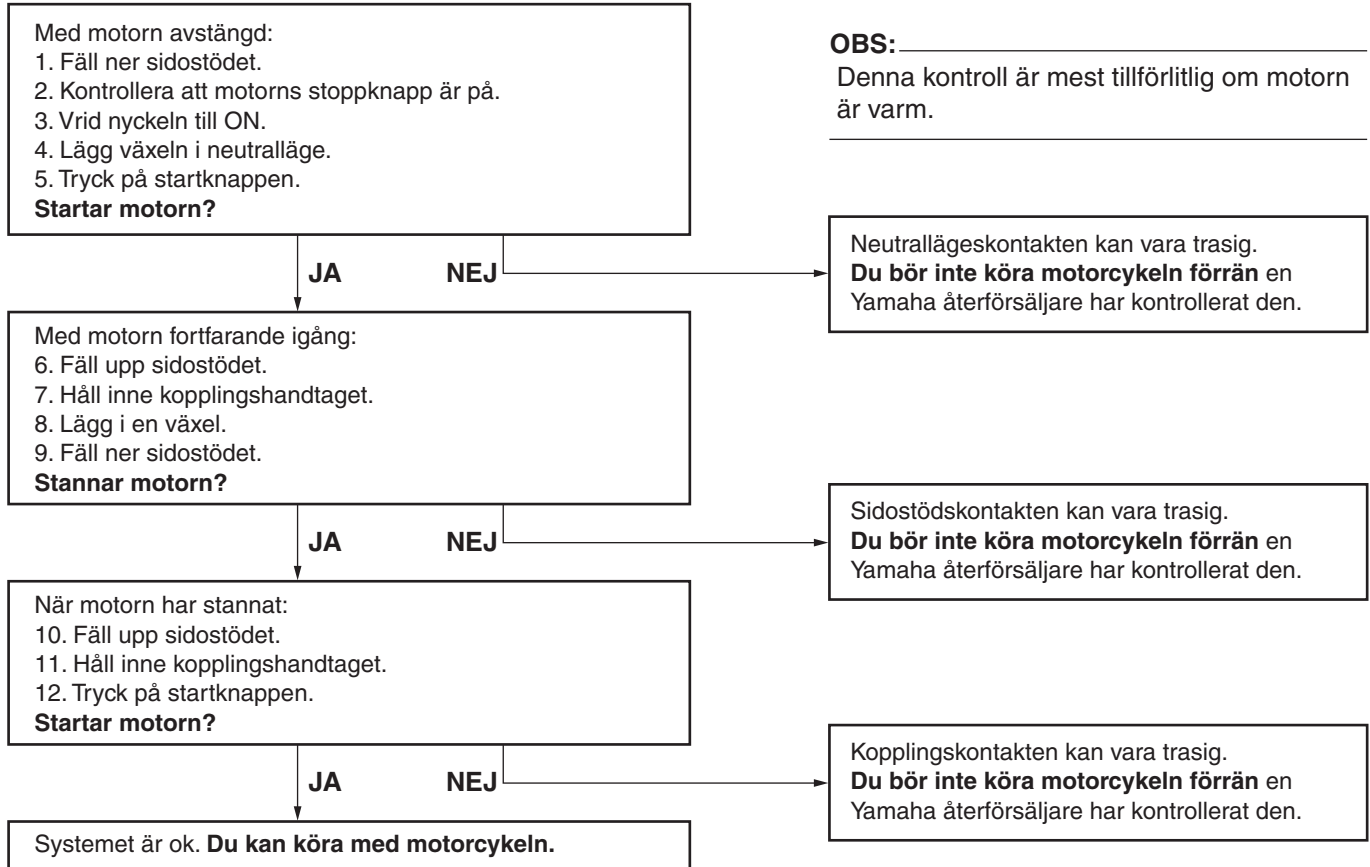 Med motorn avstängd:
1. Fäll ner sidostödet.
2. Kontrollera att motorns stoppknapp är på.
3. Vrid nyckeln till ON.
4. Lägg växeln i neutralläge.
5. Tryck på startknappen.
Startar motorn?
OBS:
Denna kontroll är mest tillförlitlig om motorn
är varm.
JA
NEJ
Neutrallägeskontakten kan vara trasig.
Du bör inte köra motorcykeln förrän en
Yamaha återförsäljare har kontrollerat den.
Med motorn fortfarande igång:
6. Fäll upp sidostödet.
7. Håll inne kopplingshandtaget.
8. Lägg i en växel.
9. Fäll ner sidostödet.
Stannar motorn?
JA
NEJ
Sidostödskontakten kan vara trasig.
Du bör inte köra motorcykeln förrän en
Yamaha återförsäljare har kontrollerat den.
När motorn har stannat:
10. Fäll upp sidostödet.
11. Håll inne kopplingshandtaget.
12. Tryck på startknappen.
Startar motorn?
JA
NEJ
Kopplingskontakten kan vara trasig.
Du bör inte köra motorcykeln förrän en
Yamaha återförsäljare har kontrollerat den.
Systemet är ok. Du kan köra med motorcykeln.